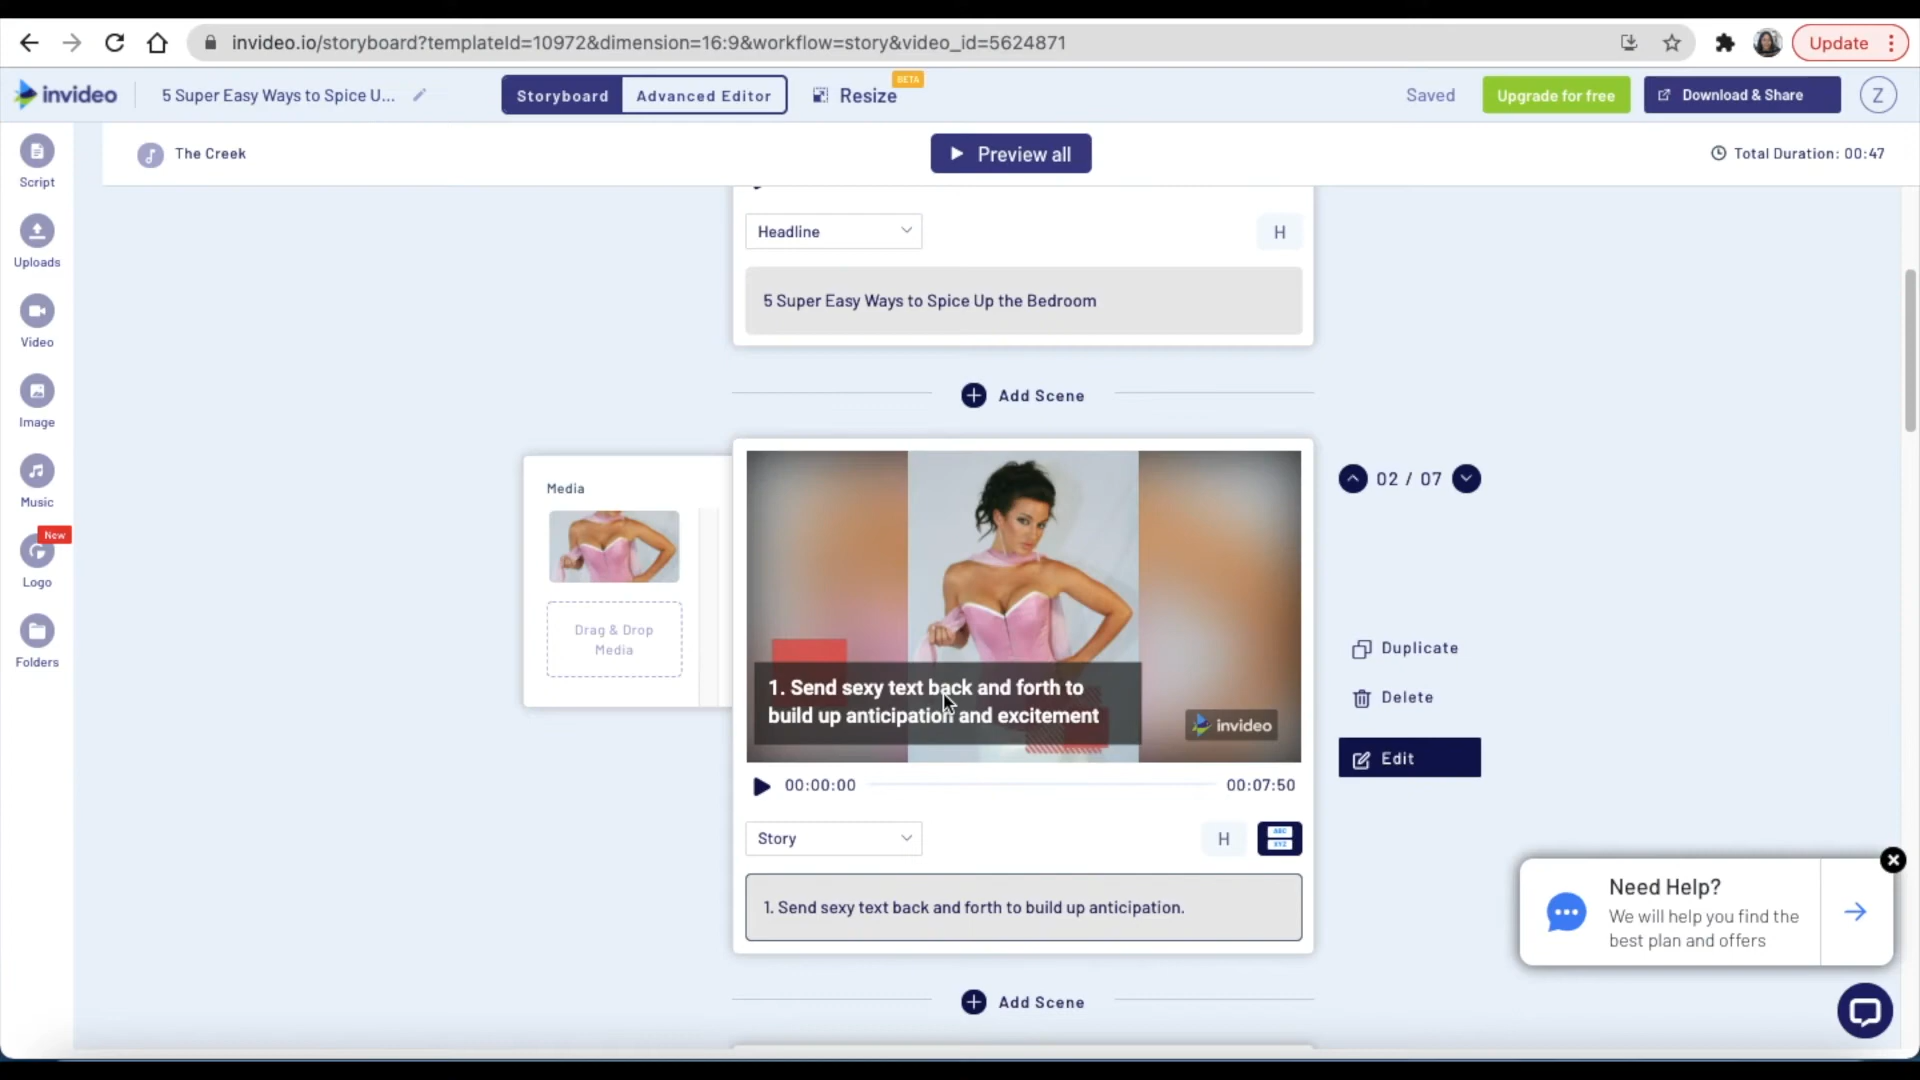 invideo.io/storyboard?templateId=10972&dimension=16:9&workflow=story&video_id=5624871
Update
invideo
5 Super Easy Ways to Spice U...
Storyboard
Advanced Editor
Resize
BETA
Saved
Upgrade for free
Download & Share
Z
The Creek
Preview all
Total Duration: 00:47
Script
Uploads
Video
Image
Music
New
Logo
Folders
Headline
H
5 Super Easy Ways to Spice Up the Bedroom
Add Scene
Media
Drag & Drop
Media
1. Send sexy text back and forth to
build up anticipation and excitement
invideo
00:00:00
00:07:50
Story
H
ABC
XYZ
1. Send sexy text back and forth to build up anticipation.
02 / 07
Duplicate
Delete
Edit
Add Scene
Need Help?
We will help you find the
best plan and offers